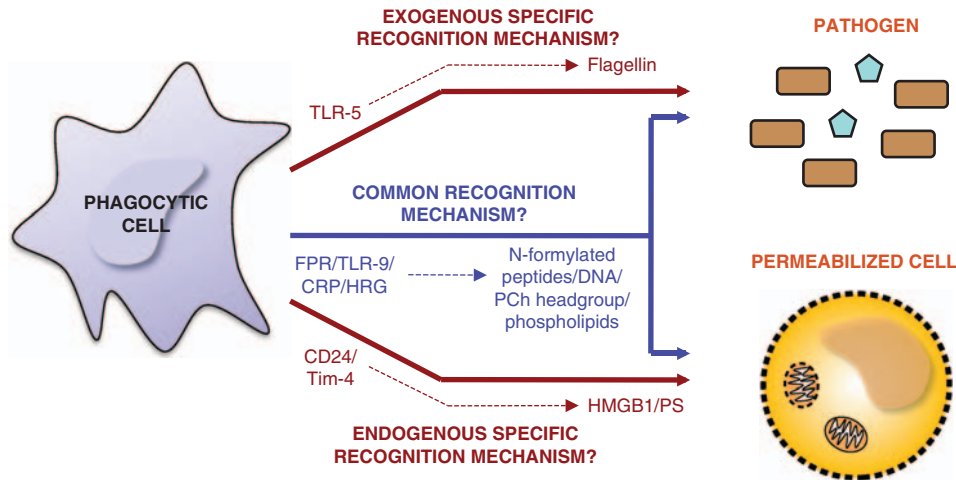 EXOGENOUS SPECIFIC
RECOGNITION MECHANISM?
PATHOGEN
Flagellin
TLR-5
PHAGOCYTIC
CELL
COMMON RECOGNITION
MECHANISM?
FPR/TLR-9/
CRP/HRG
N-formylated
peptides/DNA/
PCh headgroup/
phospholipids
PERMEABILIZED CELL
CD24/
Tim-4
HMGB1/PS
ENDOGENOUS SPECIFIC
RECOGNITION MECHANISM?